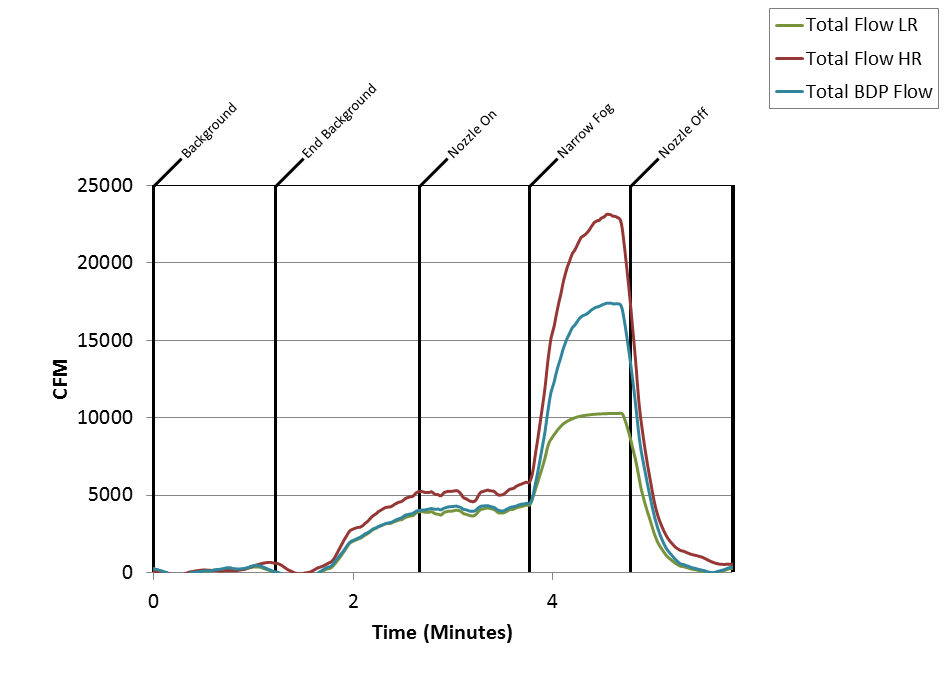 Total Flow LR
Total Flow HR
Total BDP Flow
Background
End Background
Nozzle On
Narrow Fog
Nozzle Off
25000
20000
15000
10000
5000
0
CFM
0 2 4
Time (Minutes)